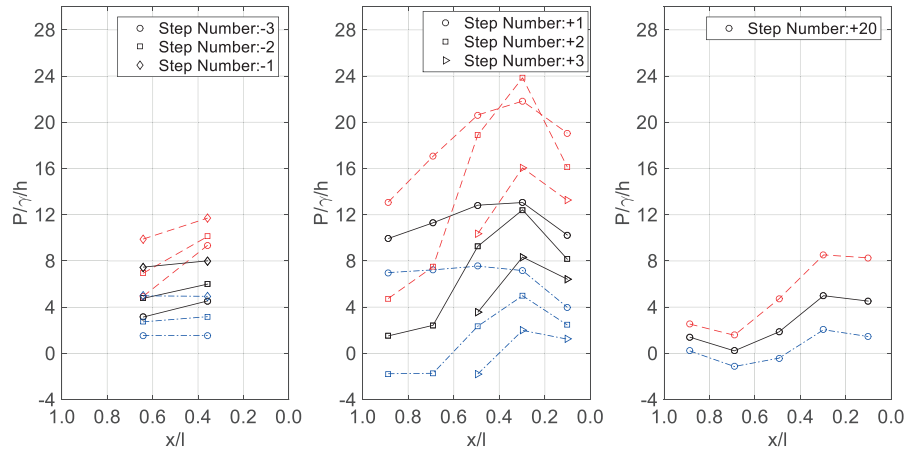 28
24
20
16
12
8
4
0
-4
P/γ/h
1.0 0.8 0.6 0.4 0.2 0.0
x/l
Step Number:-3
Step Number:-2
Step Number:-1
28
24
20
16
12
8
4
0
-4
P/γ/h
1.0 0.8 0.6 0.4 0.2 0.0
x/l
Step Number:+1
Step Number:+2
Step Number:+3
28
24
20
16
12
8
4
0
-4
P/γ/h
1.0 0.8 0.6 0.4 0.2 0.0
x/l
Step Number:+20